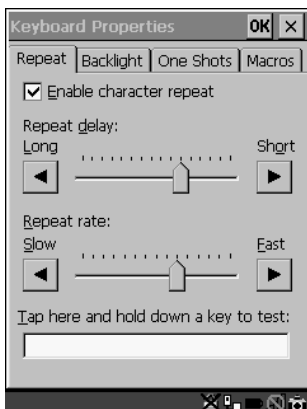 Keyboard Properties OK ×
Repeat Backlight One Shots Macros
Enable character repeat
Repeat delay:
Long Short
Repeat rate:
Slow Fast
Tap here and hold down a key to test: